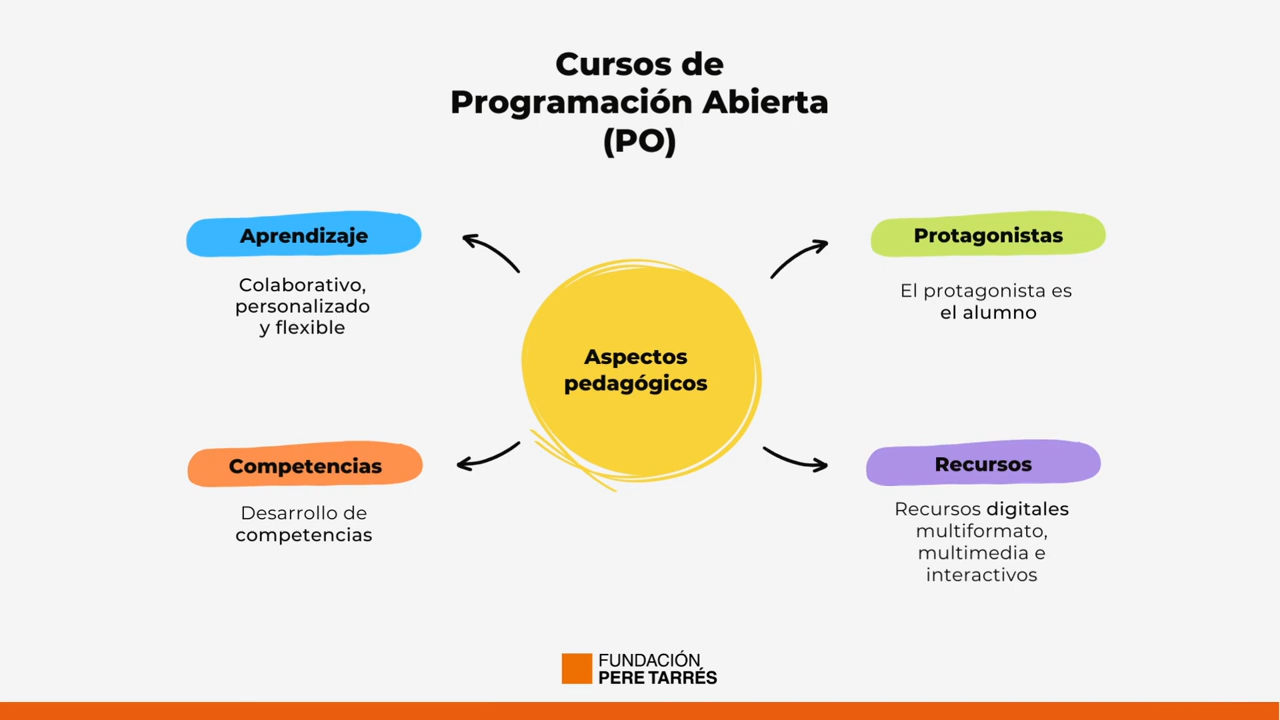 Cursos de
Programación Abierta
(PO)
Aprendizaje
Colaborativo,
personalizado
y flexible
Protagonistas
El protagonista es
el alumno
Aspectos
pedagógicos
Competencias
Desarrollo de
competencias
Recursos
Recursos digitales
multiformato,
multimedia e
interactivos
FUNDACIÓN
PERE TARRÉS